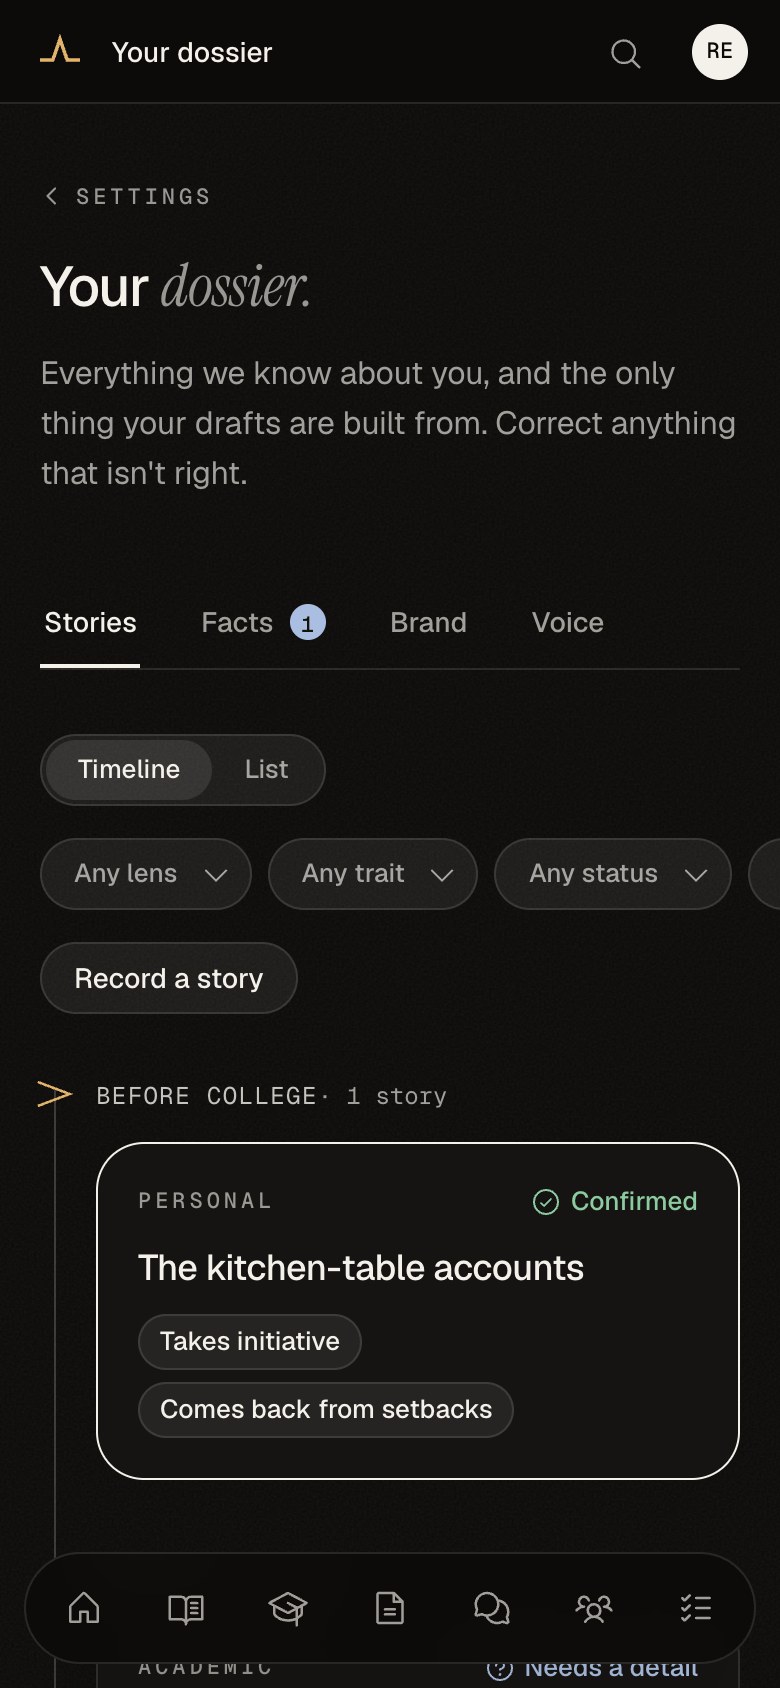 Your dossier
RE
SETTINGS
Your dossier.
Everything we know about you, and the only
thing your drafts are built from. Correct anything
that isn't right.
Stories Facts 1 Brand Voice
Timeline List
Any lens Any trait Any status
Record a story
BEFORE COLLEGE· 1 story
PERSONAL Confirmed
The kitchen-table accounts
Takes initiative
Comes back from setbacks
ACADEMIC Needs a detail